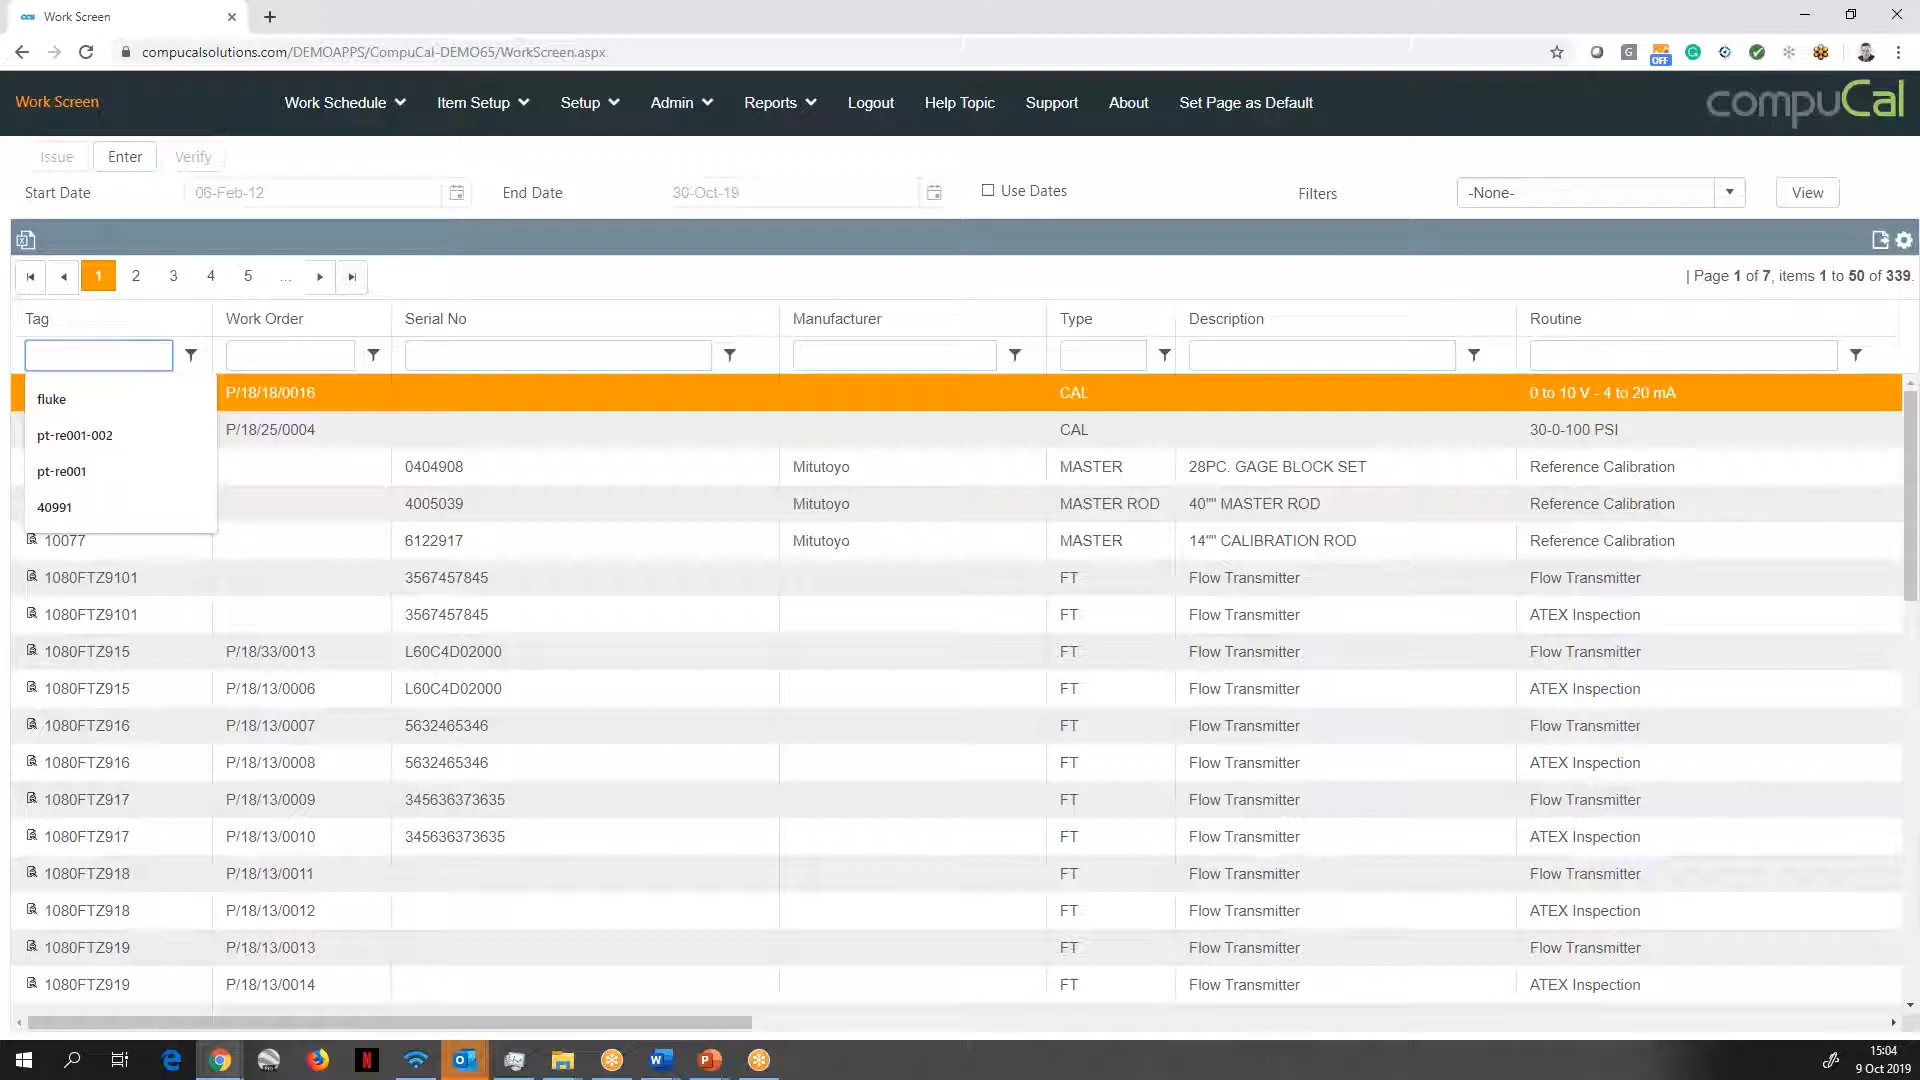 ccs Work Screen
compucalsolutions.com/DEMOAPPS/CompuCal-DEMO65/WorkScreen.aspx
OFF
Work Screen Work Schedule Item Setup Setup Admin Reports Logout Help Topic Support About Set Page as Default compuCal
Issue Enter Verify
Start Date 06-Feb-12 End Date 30-Oct-19 Use Dates Filters -None- View
1 2 3 4 5 ... | Page 1 of 7, items 1 to 50 of 339.
Tag Work Order Serial No Manufacturer Type Description Routine
P/18/18/0016 CAL 0 to 10 V - 4 to 20 mA
fluke
P/18/25/0004 CAL 30-0-100 PSI
pt-re001-002
0404908 Mitutoyo MASTER 28PC. GAGE BLOCK SET Reference Calibration
pt-re001
4005039 Mitutoyo MASTER ROD 40"" MASTER ROD Reference Calibration
40991
10077 6122917 Mitutoyo MASTER 14"" CALIBRATION ROD Reference Calibration
1080FTZ9101 3567457845 FT Flow Transmitter Flow Transmitter
1080FTZ9101 3567457845 FT Flow Transmitter ATEX Inspection
1080FTZ915 P/18/33/0013 L60C4D02000 FT Flow Transmitter Flow Transmitter
1080FTZ915 P/18/13/0006 L60C4D02000 FT Flow Transmitter ATEX Inspection
1080FTZ916 P/18/13/0007 5632465346 FT Flow Transmitter Flow Transmitter
1080FTZ916 P/18/13/0008 5632465346 FT Flow Transmitter ATEX Inspection
1080FTZ917 P/18/13/0009 345636373635 FT Flow Transmitter Flow Transmitter
1080FTZ917 P/18/13/0010 345636373635 FT Flow Transmitter ATEX Inspection
1080FTZ918 P/18/13/0011 FT Flow Transmitter Flow Transmitter
1080FTZ918 P/18/13/0012 FT Flow Transmitter ATEX Inspection
1080FTZ919 P/18/13/0013 FT Flow Transmitter Flow Transmitter
1080FTZ919 P/18/13/0014 FT Flow Transmitter ATEX Inspection
15:04
9 Oct 2019